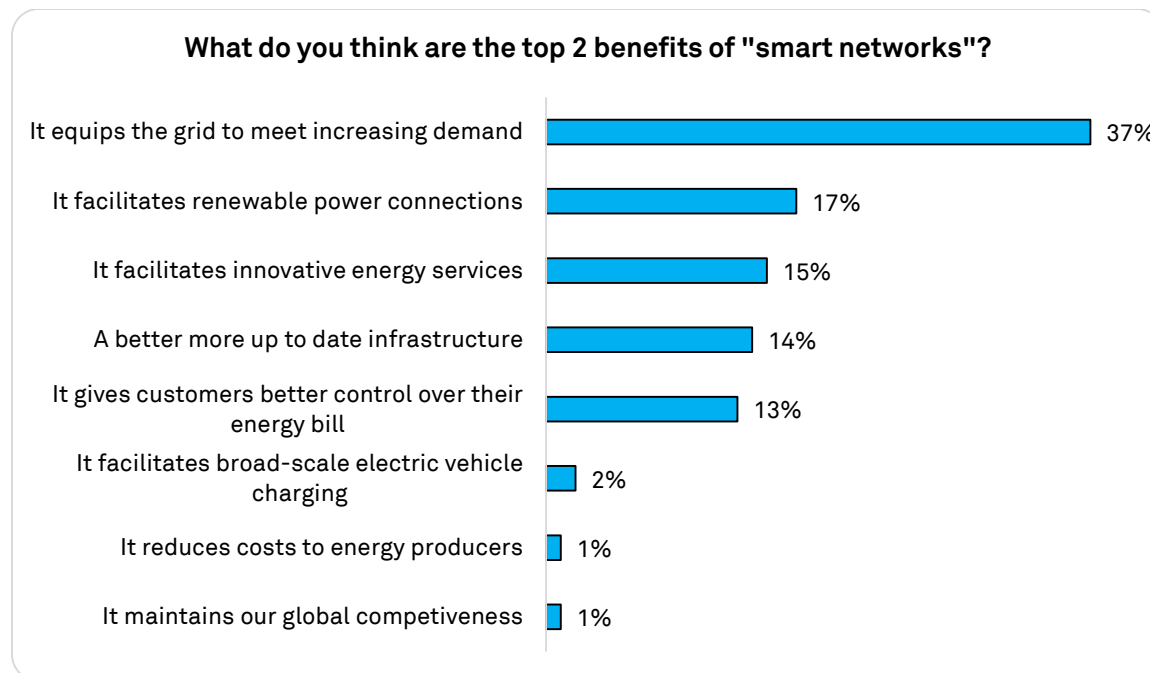 What do you think are the top 2 benefits of "smart networks"?
It equips the grid to meet increasing demand
37%
It facilitates renewable power connections
17%
It facilitates innovative energy services
15%
A better more up to date infrastructure
14%
It gives customers better control over their
energy bill
13%
It facilitates broad-scale electric vehicle
charging
2%
It reduces costs to energy producers
1%
It maintains our global competiveness
1%